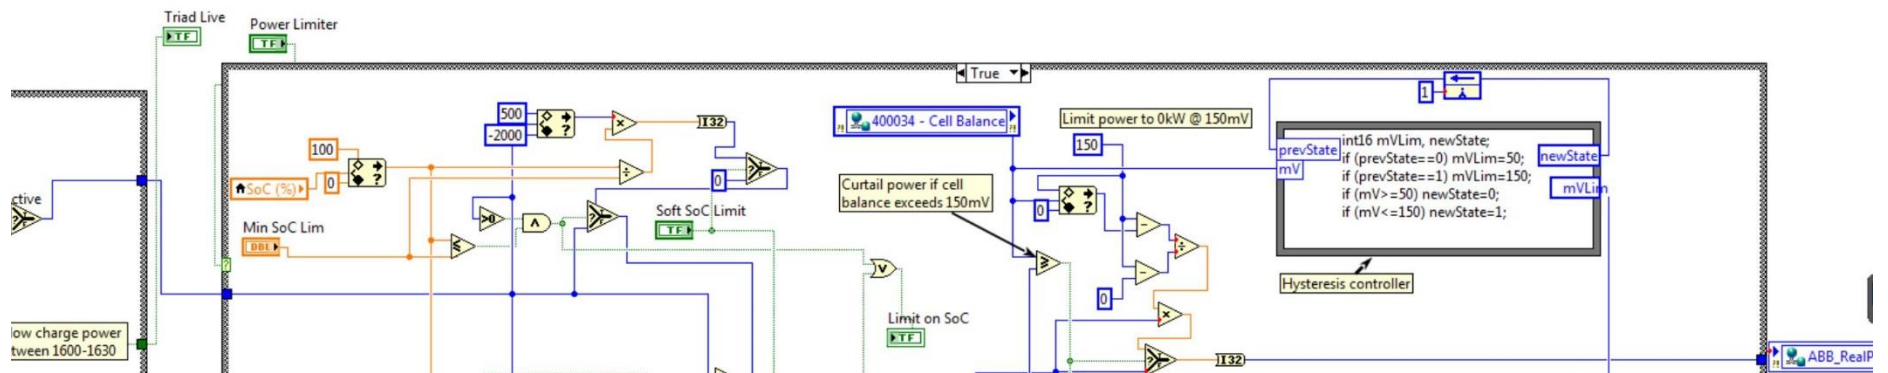 Triad Live
TF
Power Limiter
TF
True
500
-2000
I32
400034 - Cell Balance
Limit power to 0kW @ 150mV
1
100
SoC (%)
0
150
prevState
mV
int16 mVLim, newState;
if (prevState==0) mVLim=50;
if (prevState==1) mVLim=150;
if (mV>=50) newState=0;
if (mV<=150) newState=1;
newState
mVLim
0
ctive
Curtail power if cell
balance exceeds 150mV
0
Min SoC Lim
DBL
>0
Soft SoC Limit
TF
Hysteresis controller
0
Limit on SoC
TF
low charge power
tween 1600-1630
I32
ABB_RealP